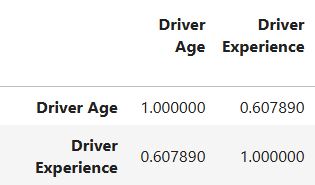 Driver Driver
Age Experience
Driver Age 1.000000 0.607890
Driver
Experience 0.607890 1.000000